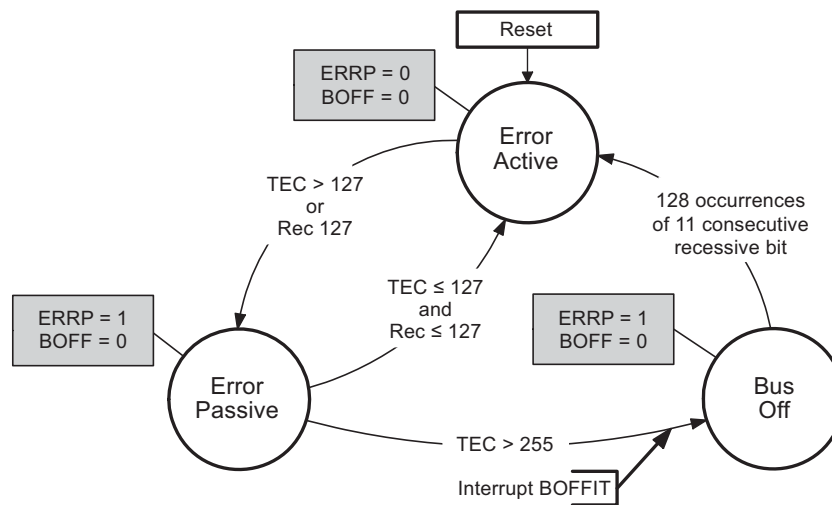 Reset
ERRP = 0
BOFF = 0
Error
Active
TEC > 127
or
Rec 127
128 occurrences
of 11 consecutive
recessive bit
TEC ≤ 127
and
Rec ≤ 127
ERRP = 1
BOFF = 0
ERRP = 1
BOFF = 0
Error
Passive
Bus
Off
TEC > 255
Interrupt BOFFIT